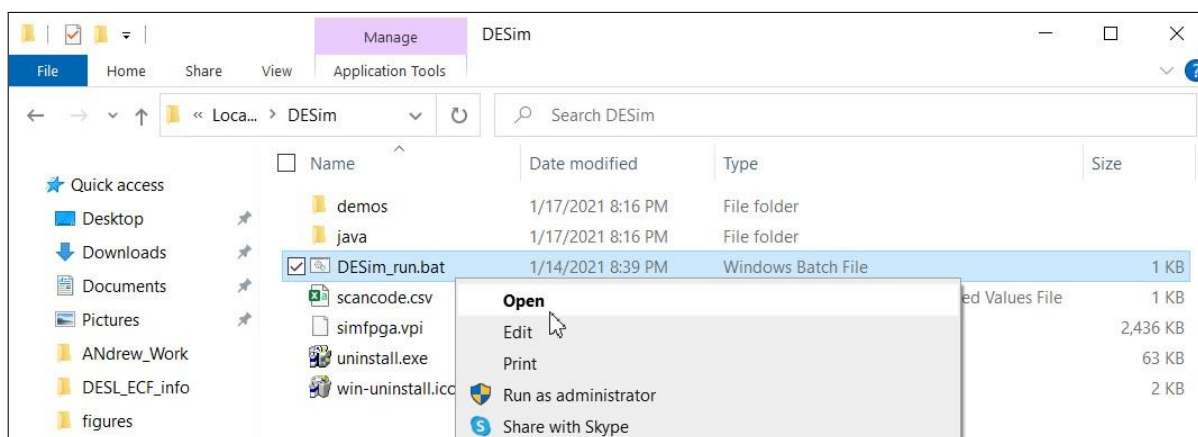 Manage DESim
File Home Share View Application Tools ?
« Loca... > DESim Search DESim
Name Date modified Type Size
Quick access
Desktop
Downloads
Documents
Pictures
ANdrew_Work
DESL_ECF_info
figures
demos 1/17/2021 8:16 PM File folder
java 1/17/2021 8:16 PM File folder
DESim_run.bat 1/14/2021 8:39 PM Windows Batch File 1 KB
scancode.csv ed Values File 1 KB
simfpga.vpi 2,436 KB
uninstall.exe 63 KB
win-uninstall.ico 2 KB
Open
Edit
Print
Run as administrator
Share with Skype